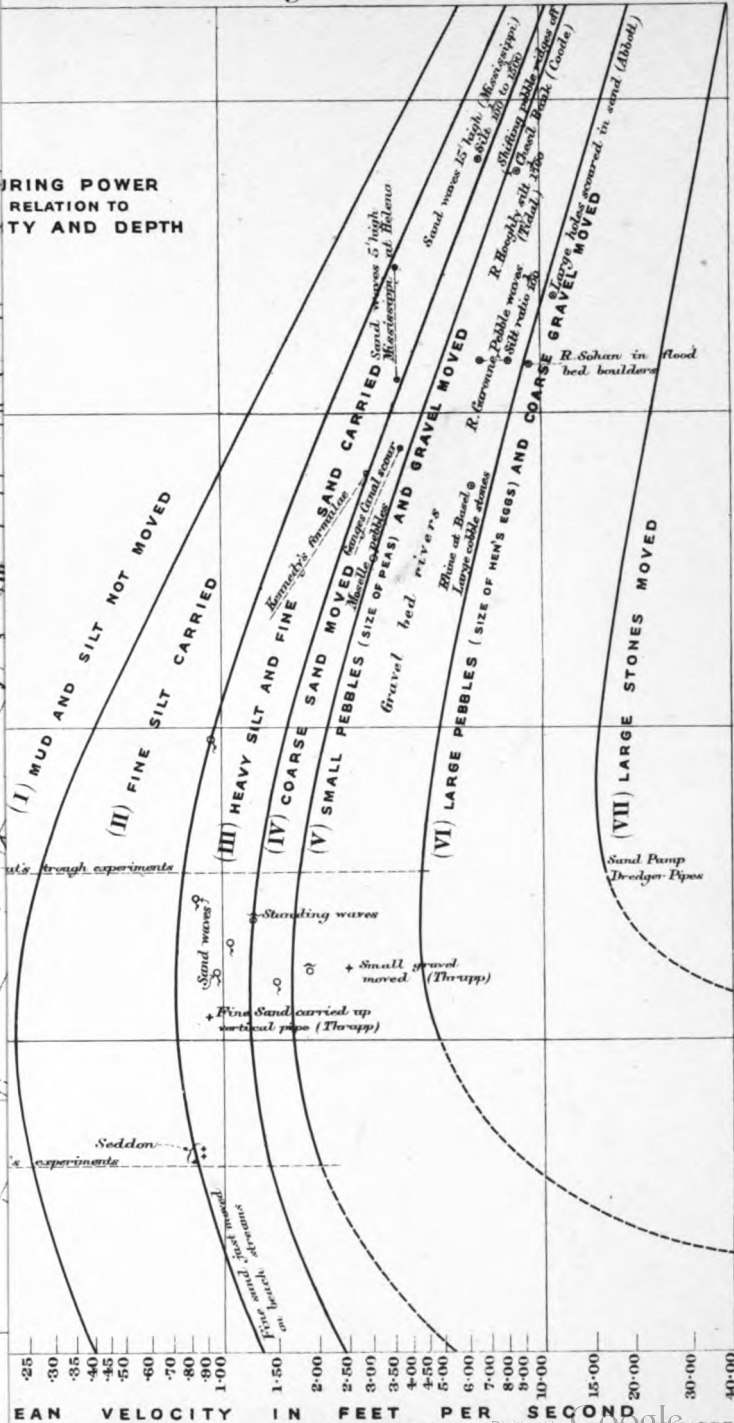 URING POWER
RELATION TO
TY AND DEPTH
Sand waves 5' high
Mississippi at Heleno
Sand waves 15' high (Mississippi)
Silt
to
Shifting pebble ridges off
Chesil Bank (Coode)
R. Hooghly silt
(Tidal)
Large holes scoured in sand (Abbott)
R. Garonne Pebble waves
Silt ratio
R. Sohan in flood
bed boulders
Kennedy's formulae
Ganges Canal scour
Moselle pebbles
Gravel bed rivers
Rhine at Basel
Large cobble stones
(I) MUD AND SILT NOT MOVED
(II) FINE SILT CARRIED
(III) HEAVY SILT AND FINE SAND CARRIED
(IV) COARSE SAND MOVED
(V) SMALL PEBBLES (SIZE OF PEAS) AND GRAVEL MOVED
(VI) LARGE PEBBLES (SIZE OF HEN'S EGGS) AND COARSE GRAVEL MOVED
(VII) LARGE STONES MOVED
Sand Pump
Dredger Pipes
at's trough experiments
Sand waves
Standing waves
Small gravel
moved (Thrupp)
Fine Sand carried up
vertical pipe (Thrupp)
Seddon
's experiments
Fine sand just moved
on beach streams
·25 ·30 ·35 ·40 ·45 ·50 ·60 ·70 ·80 ·90 1·00 1·50 2·00 2·50 3·00 3·50 4·00 4·50 5·00 6·00 7·00 8·00 9·00 10·00 15·00 20·00 30·00 40·00
EAN VELOCITY IN FEET PER SECOND
Google